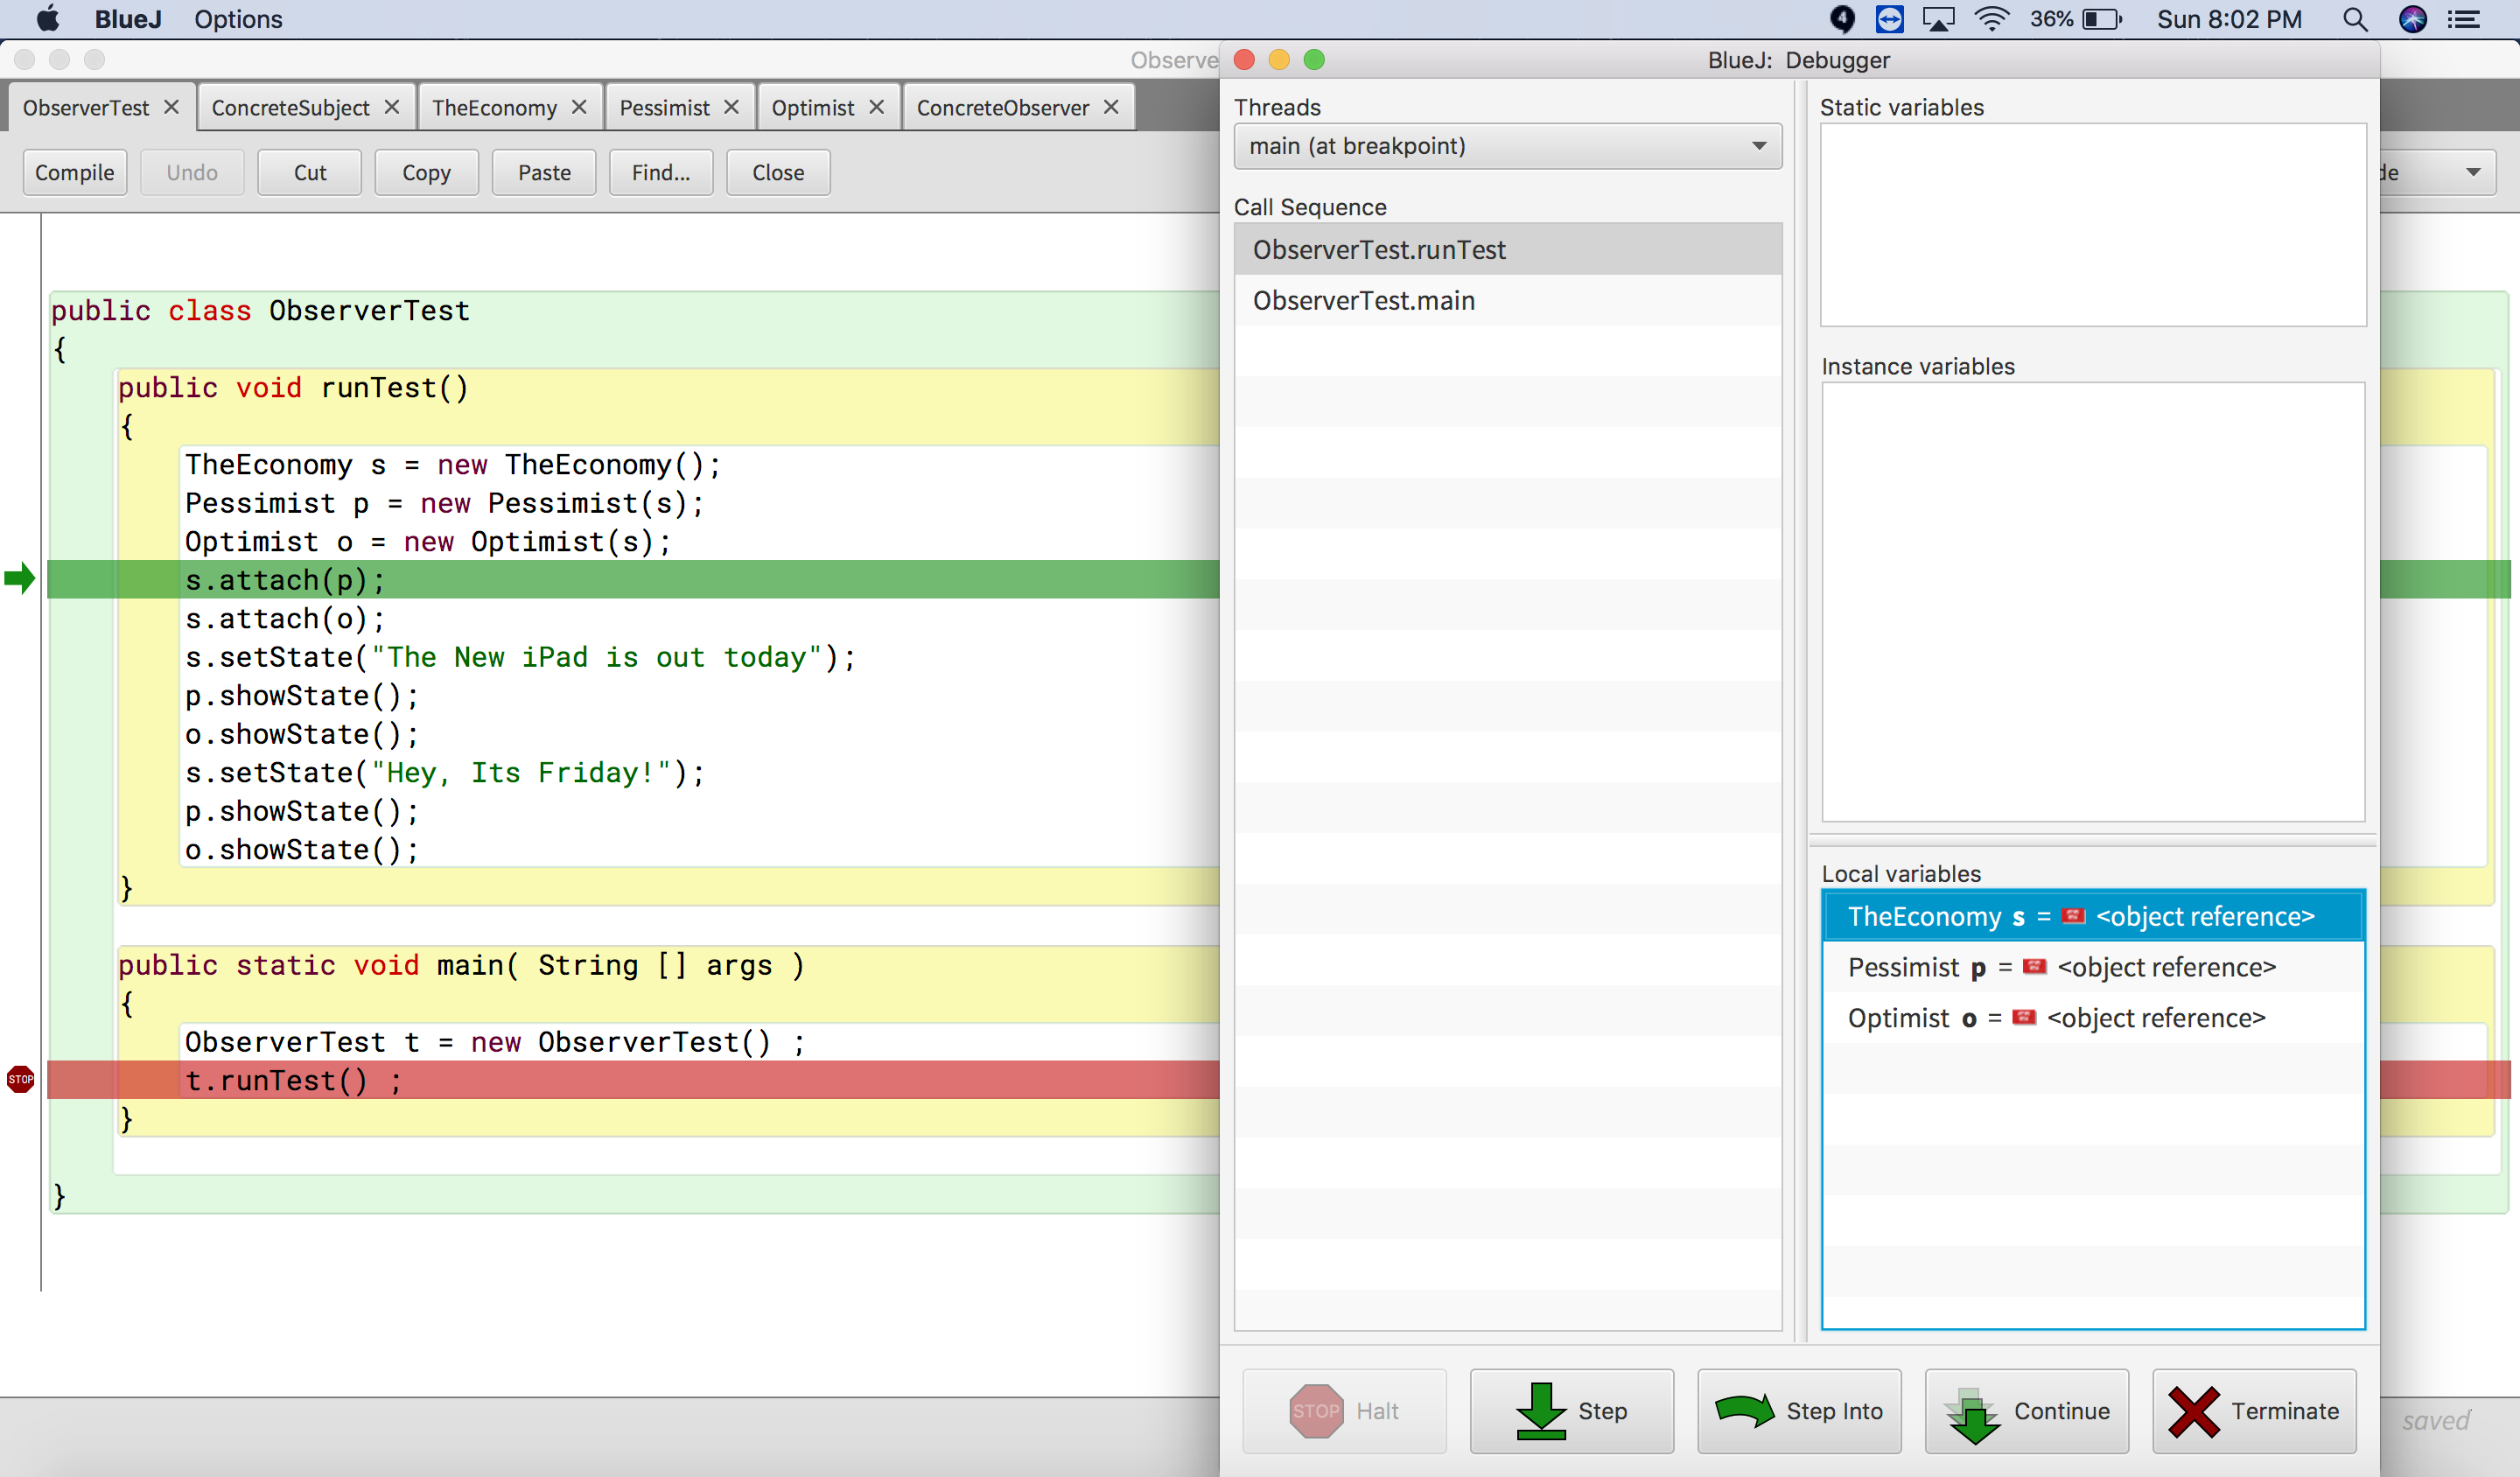 BlueJ Options
4 36% Sun 8:02 PM
Observe
ObserverTest ConcreteSubject TheEconomy Pessimist Optimist ConcreteObserver
Compile Undo Cut Copy Paste Find... Close
de
public class ObserverTest
{
public void runTest()
{
TheEconomy s = new TheEconomy();
Pessimist p = new Pessimist(s);
Optimist o = new Optimist(s);
s.attach(p);
s.attach(o);
s.setState("The New iPad is out today");
p.showState();
o.showState();
s.setState("Hey, Its Friday!");
p.showState();
o.showState();
}
public static void main( String [] args )
{
ObserverTest t = new ObserverTest() ;
STOP t.runTest() ;
}
}
saved
BlueJ: Debugger
Threads
main (at breakpoint)
Call Sequence
ObserverTest.runTest
ObserverTest.main
Static variables
Instance variables
Local variables
TheEconomy s = <object reference>
Pessimist p = <object reference>
Optimist o = <object reference>
STOP Halt Step Step Into Continue Terminate